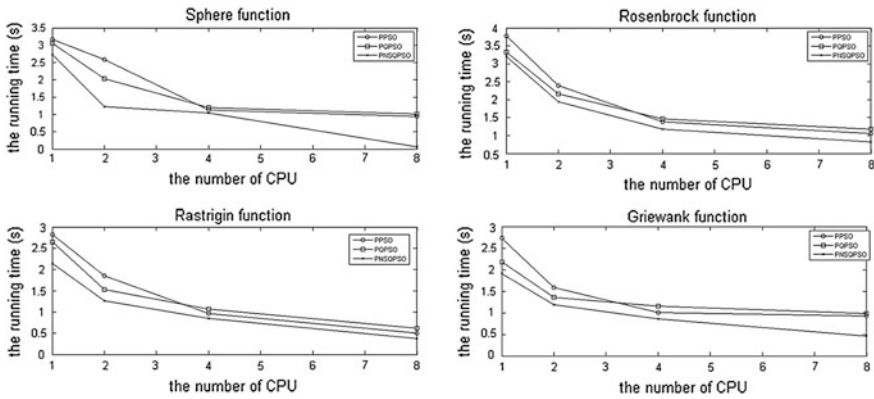 Sphere function
3.5
3
2.5
2
1.5
1
0.5
0
1 2 3 4 5 6 7 8
the running time (s)
the number of CPU
PPSO
PQPSO
PNSQPSO
Rosenbrock function
4
3.5
3
2.5
2
1.5
1
0.5
1 2 3 4 5 6 7 8
the running time (s)
the number of CPU
PPSO
PQPSO
PNSQPSO
Rastrigin function
3
2.5
2
1.5
1
0.5
0
1 2 3 4 5 6 7 8
the running time (s)
the number of CPU
PPSO
PQPSO
PNSQPSO
Griewank function
3
2.5
2
1.5
1
0.5
0
1 2 3 4 5 6 7 8
the running time (s)
the number of CPU
PPSO
PQPSO
PNSQPSO